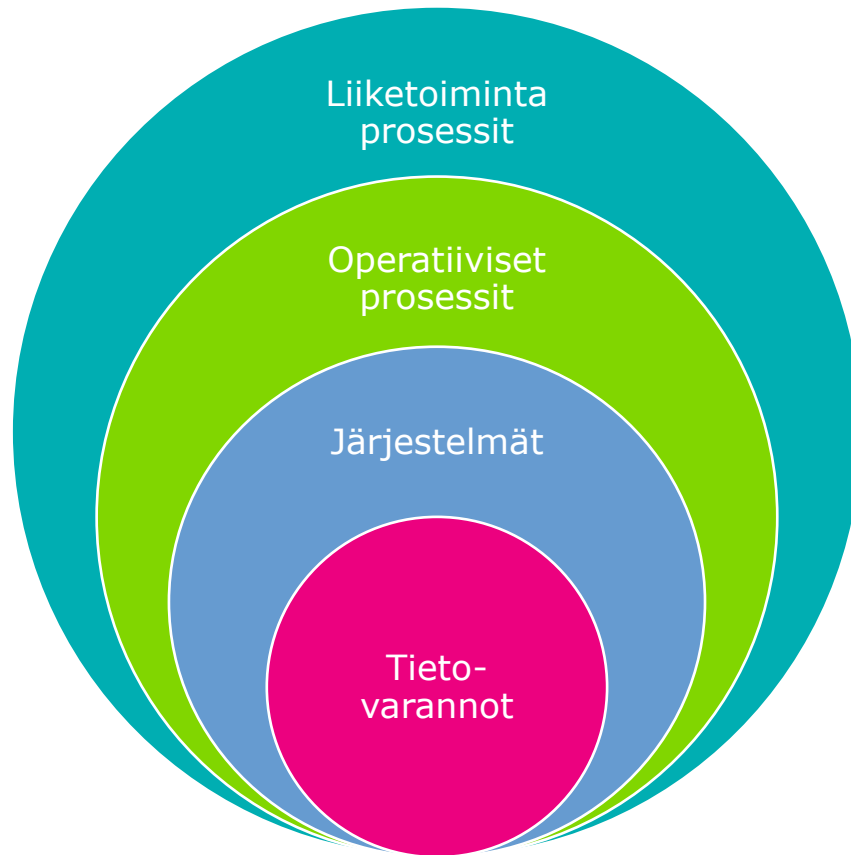 Liiketoiminta
prosessit
Operatiiviset
prosessit
Järjestelmät
Tieto-
varannot